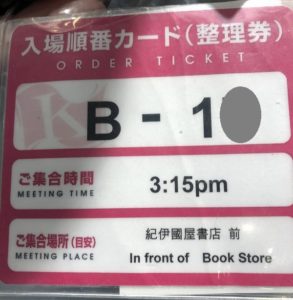 入場順番カード(整理券)
ORDER TICKET
B - 1
ご集合時間
MEETING TIME
3:15pm
ご集合場所(目安)
MEETING PLACE
紀伊國屋書店 前
In front of Book Store